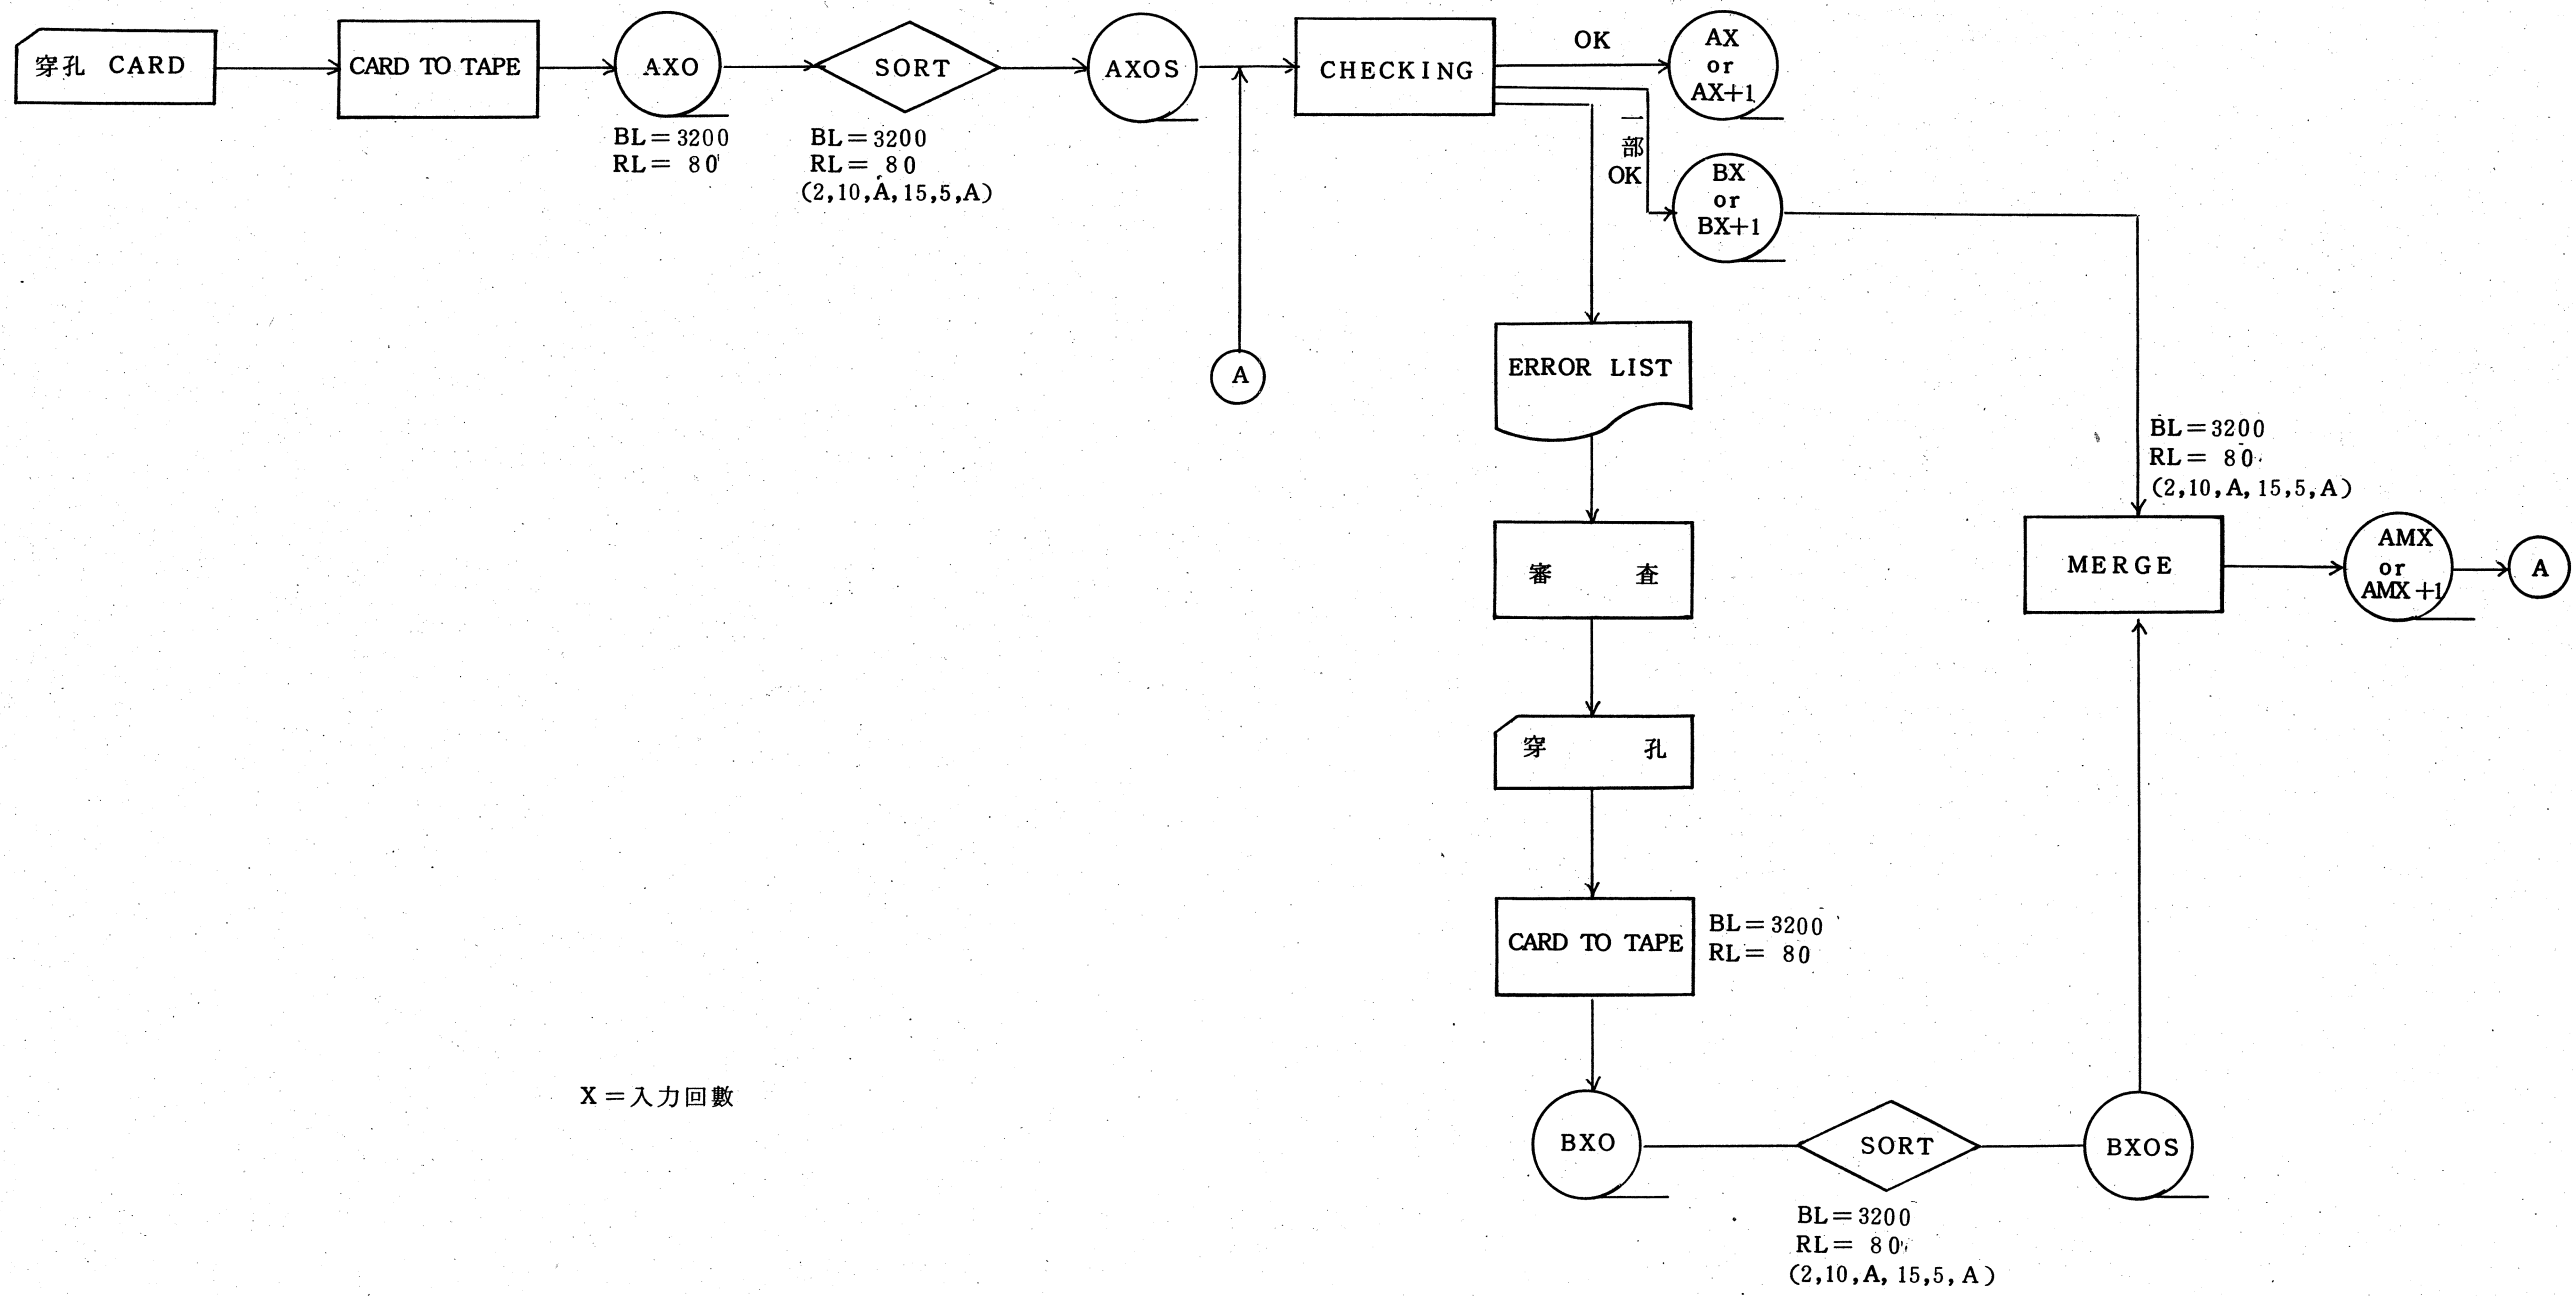 穿孔 CARD
CARD TO TAPE
AXO
BL=3200
RL= 80
SORT
BL=3200
RL= 80
(2,10,A,15,5,A)
AXOS
CHECKING
OK
AX
or
AX+1
一
部
OK
BX
or
BX+1
A
ERROR LIST
審 査
穿 孔
CARD TO TAPE
BL=3200
RL= 80
BXO
SORT
BL=3200
RL= 80
(2,10,A,15,5,A)
BXOS
BL=3200
RL= 80
(2,10,A,15,5,A)
MERGE
AMX
or
AMX+1
A
X=入力回數